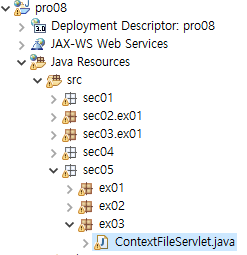 pro08
Deployment Descriptor: pro08
JAX-WS Web Services
Java Resources
src
sec01
sec02.ex01
sec03.ex01
sec04
sec05
ex01
ex02
ex03
ContextFileServlet.java